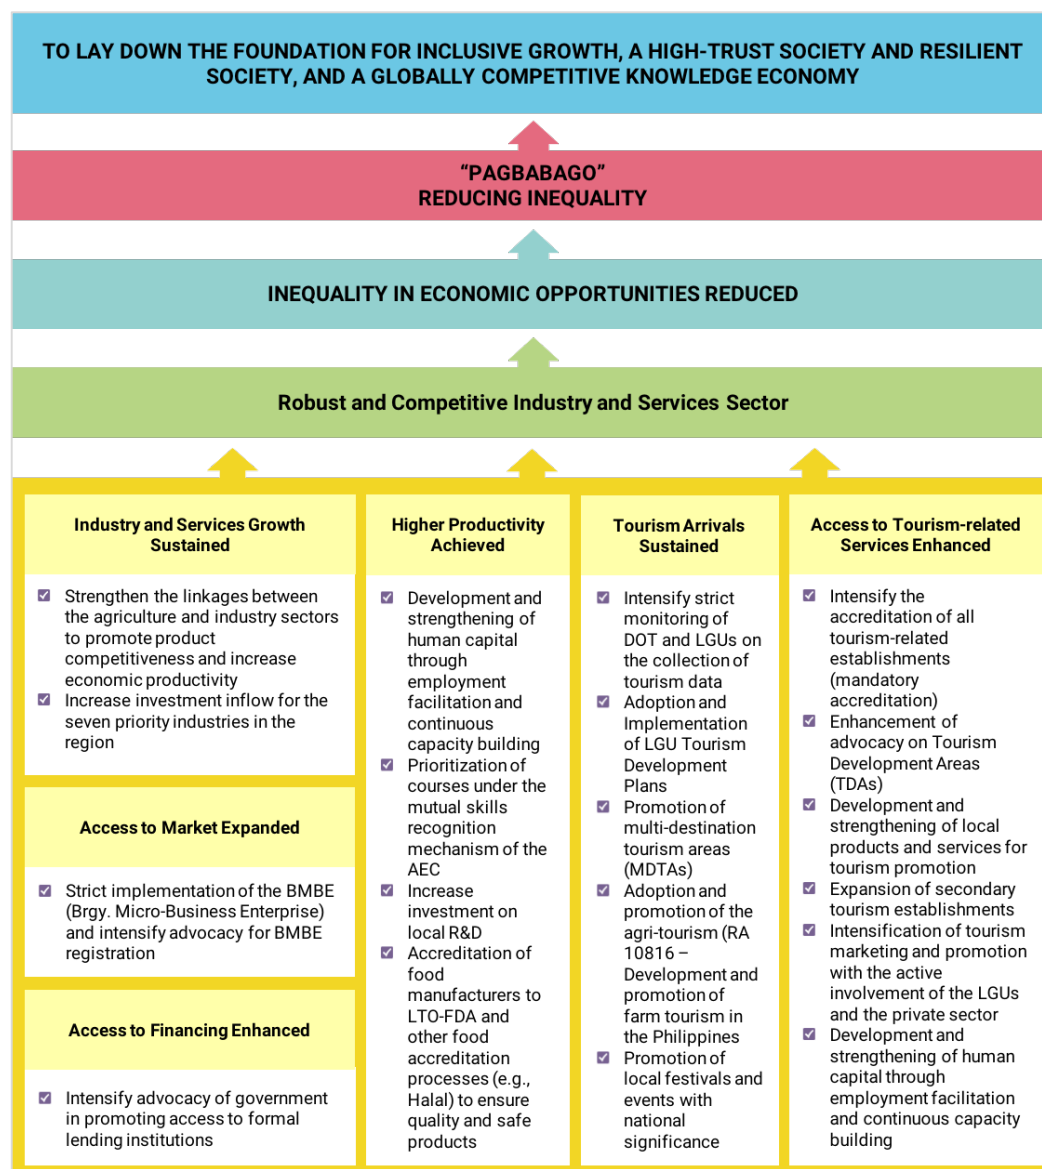 TO LAY DOWN THE FOUNDATION FOR INCLUSIVE GROWTH, A HIGH-TRUST SOCIETY AND RESILIENT
SOCIETY, AND A GLOBALLY COMPETITIVE KNOWLEDGE ECONOMY
“PAGBABAGO”
REDUCING INEQUALITY
INEQUALITY IN ECONOMIC OPPORTUNITIES REDUCED
Robust and Competitive Industry and Services Sector
Industry and Services Growth
Sustained
Strengthen the linkages between
the agriculture and industry sectors
to promote product
competitiveness and increase
economic productivity
Increase investment inflow for the
seven priority industries in the
region
Access to Market Expanded
Strict implementation of the BMBE
(Brgy. Micro-Business Enterprise)
and intensify advocacy for BMBE
registration
Access to Financing Enhanced
Intensify advocacy of government
in promoting access to formal
lending institutions
Higher Productivity
Achieved
Development and
strengthening of
human capital
through
employment
facilitation and
continuous
capacity building
Prioritization of
courses under the
mutual skills
recognition
mechanism of the
AEC
Increase
investment on
local R&D
Accreditation of
food
manufacturers to
LTO-FDA and
other food
accreditation
processes (e.g.,
Halal) to ensure
quality and safe
products
Tourism Arrivals
Sustained
Intensify strict
monitoring of
DOT and LGUs on
the collection of
tourism data
Adoption and
Implementation
of LGU Tourism
Development
Plans
Promotion of
multi-destination
tourism areas
(MDTAs)
Adoption and
promotion of the
agri-tourism (RA
10816 –
Development and
promotion of
farm tourism in
the Philippines
Promotion of
local festivals and
events with
national
significance
Access to Tourism-related
Services Enhanced
Intensify the
accreditation of all
tourism-related
establishments
(mandatory
accreditation)
Enhancement of
advocacy on Tourism
Development Areas
(TDAs)
Development and
strengthening of local
products and services for
tourism promotion
Expansion of secondary
tourism establishments
Intensification of tourism
marketing and promotion
with the active
involvement of the LGUs
and the private sector
Development and
strengthening of human
capital through
employment facilitation
and continuous capacity
building